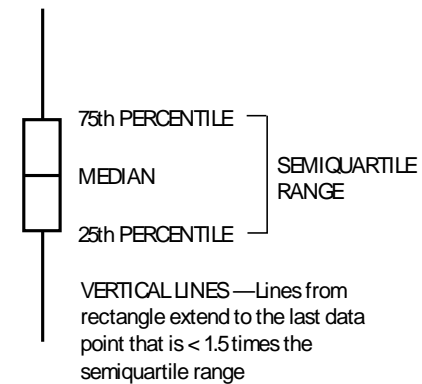 75th PERCENTILE
MEDIAN
25th PERCENTILE
SEMIQUARTILE
RANGE
VERTICAL LINES —Lines from
rectangle extend to the last data
point that is < 1.5 times the
semiquartile range